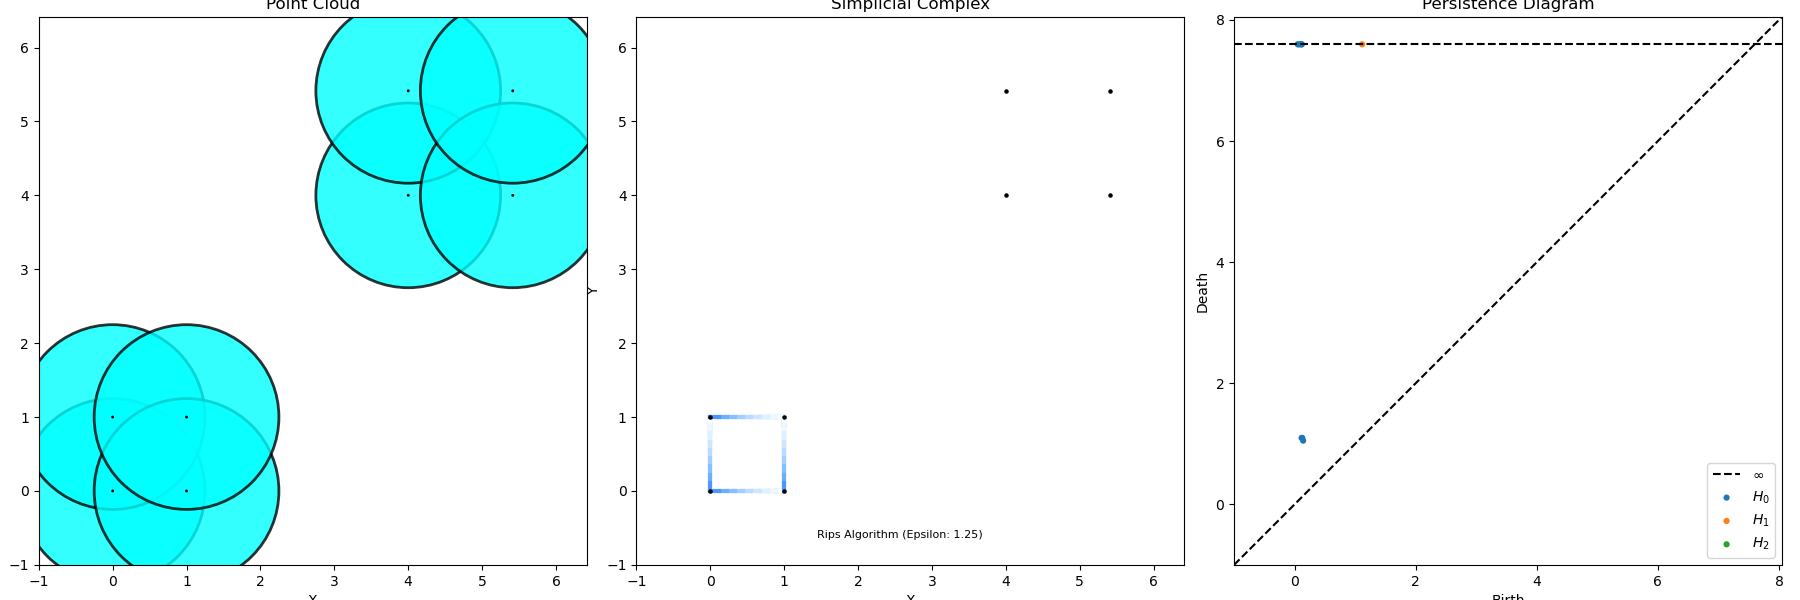 Point Cloud
6
5
4
3
2
1
0
−1
−1 0 1 2 3 4 5 6
X
Simplicial Complex
Y
6
5
4
3
2
1
0
−1
Rips Algorithm (Epsilon: 1.25)
−1 0 1 2 3 4 5 6
X
Persistence Diagram
Death
8
6
4
2
0
∞
H0
H1
H2
0 2 4 6 8
Birth